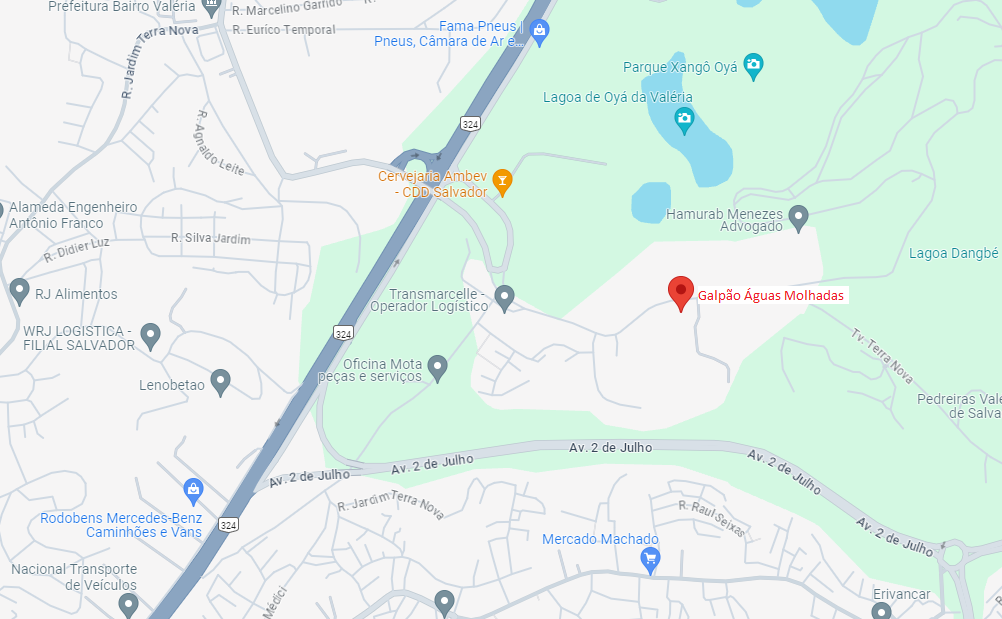 Prefeitura Bairro Valéria
R. Marcelino Garrido
R. Eurico Temporal
R. Jardim Terra Nova
Fama Pneus |
Pneus, Câmara de Ar e...
Parque Xangô Oyá
Lagoa de Oyá da Valéria
324
R. Agnaldo Leite
Cervejaria Ambev
- CDD Salvador
Alameda Engenheiro
Antônio Franco
Hamurab Menezes
Advogado
R. Silva Jardim
R. Didier Luz
Lagoa Dangbé
RJ Alimentos
Transmarcelle -
Operador Logístico
Galpão Águas Molhadas
324
WRJ LOGISTICA -
FILIAL SALVADOR
Tv. Terra Nova
Oficina Mota
peças e serviços
Lenobetao
Pedreiras Vale
de Salva
Av. 2 de Julho
Av. 2 de Julho
Av. 2 de Julho
Av. 2 de Julho
Av. 2 de Julho
R. Jardim Terra Nova
R. Raul Seixas
Rodobens Mercedes-Benz
Caminhões e Vans
324
Mercado Machado
Nacional Transporte
de Veículos
Médici
Erivancar